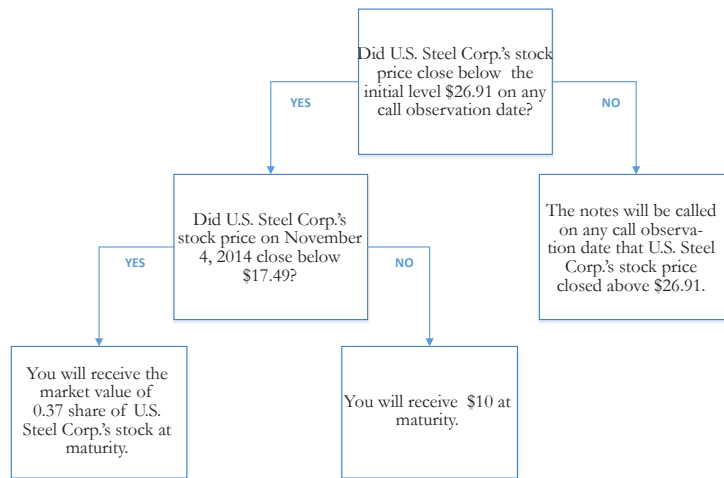 Did U.S. Steel Corp.'s stock
price close below the
initial level $26.91 on any
call observation date?
YES
NO
Did U.S. Steel Corp.'s
stock price on November
4, 2014 close below
$17.49?
The notes will be called
on any call observa-
tion date that U.S. Steel
Corp.'s stock price
closed above $26.91.
YES
NO
You will receive the
market value of
0.37 share of U.S.
Steel Corp.'s stock at
maturity.
You will receive $10 at
maturity.